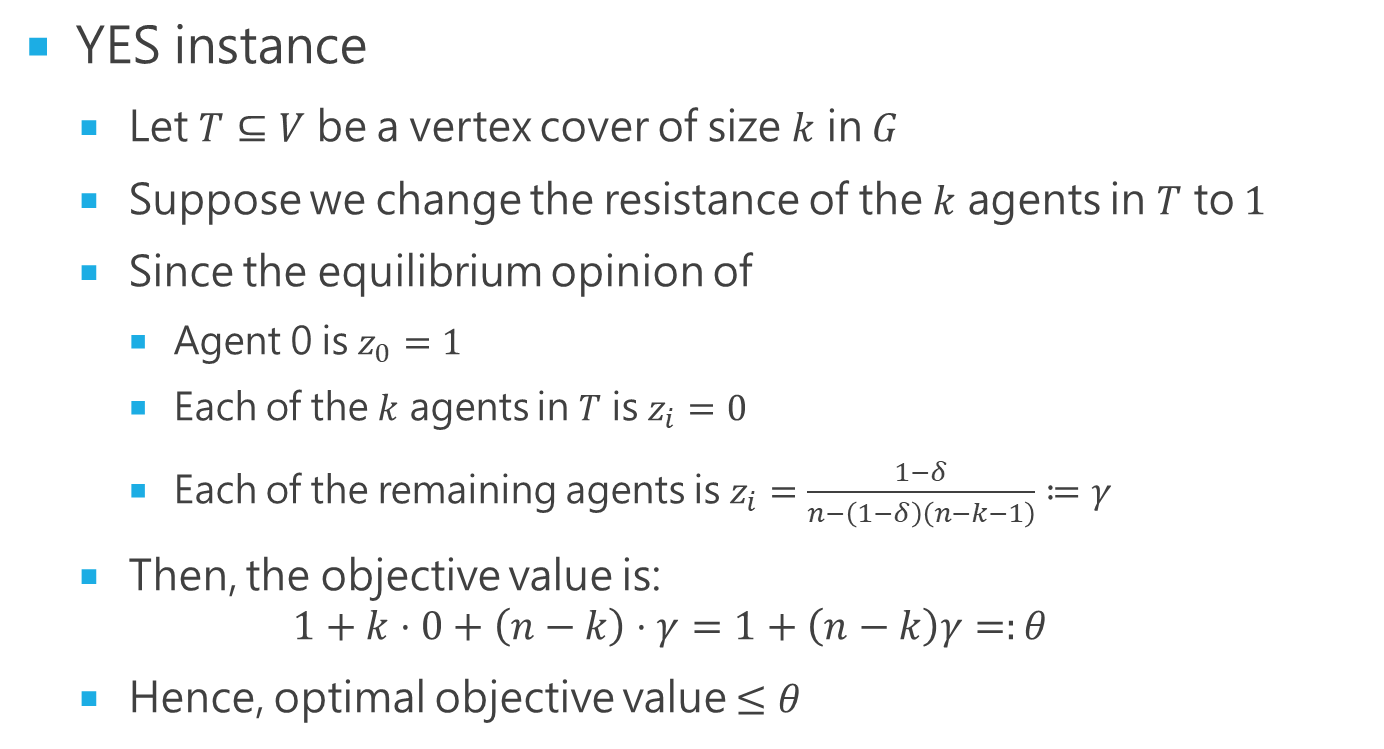 YES instance
Let 𝑇 ⊆ 𝑉 be a vertex cover of size 𝑘 in 𝐺
Suppose we change the resistance of the 𝑘 agents in 𝑇 to 1
Since the equilibrium opinion of
Agent 0 is 𝑧₀ = 1
Each of the 𝑘 agents in 𝑇 is 𝑧ᵢ = 0
Each of the remaining agents is 𝑧ᵢ = (1−𝛿)/(𝑛−(1−𝛿)(𝑛−𝑘−1)) ≔ 𝛾
Then, the objective value is:
1 + 𝑘 ⋅ 0 + (𝑛 − 𝑘) ⋅ 𝛾 = 1 + (𝑛 − 𝑘)𝛾 =: 𝜃
Hence, optimal objective value ≤ 𝜃